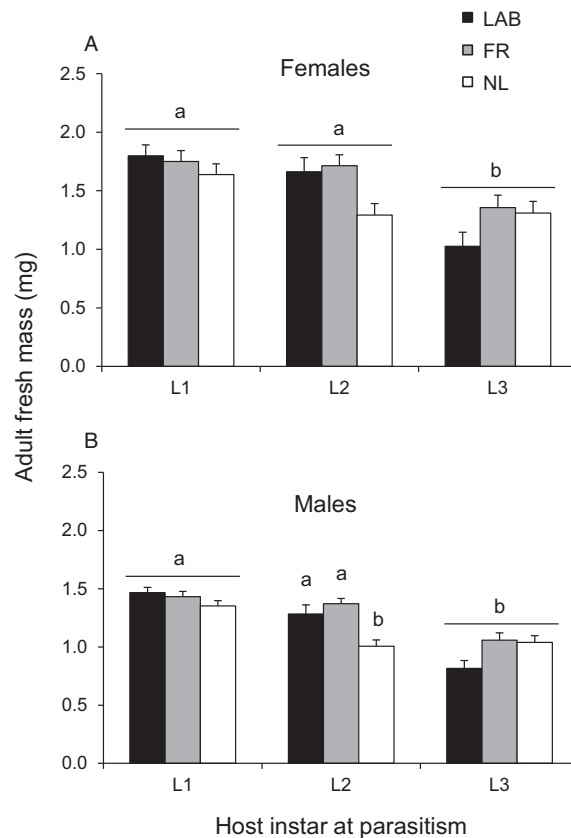 LAB
FR
NL
A
Females
2.5
2.0
1.5
1.0
0.5
0.0
a
a
b
L1
L2
L3
Adult fresh mass (mg)
B
Males
2.5
2.0
1.5
1.0
0.5
0.0
a
a
a
b
b
L1
L2
L3
Host instar at parasitism